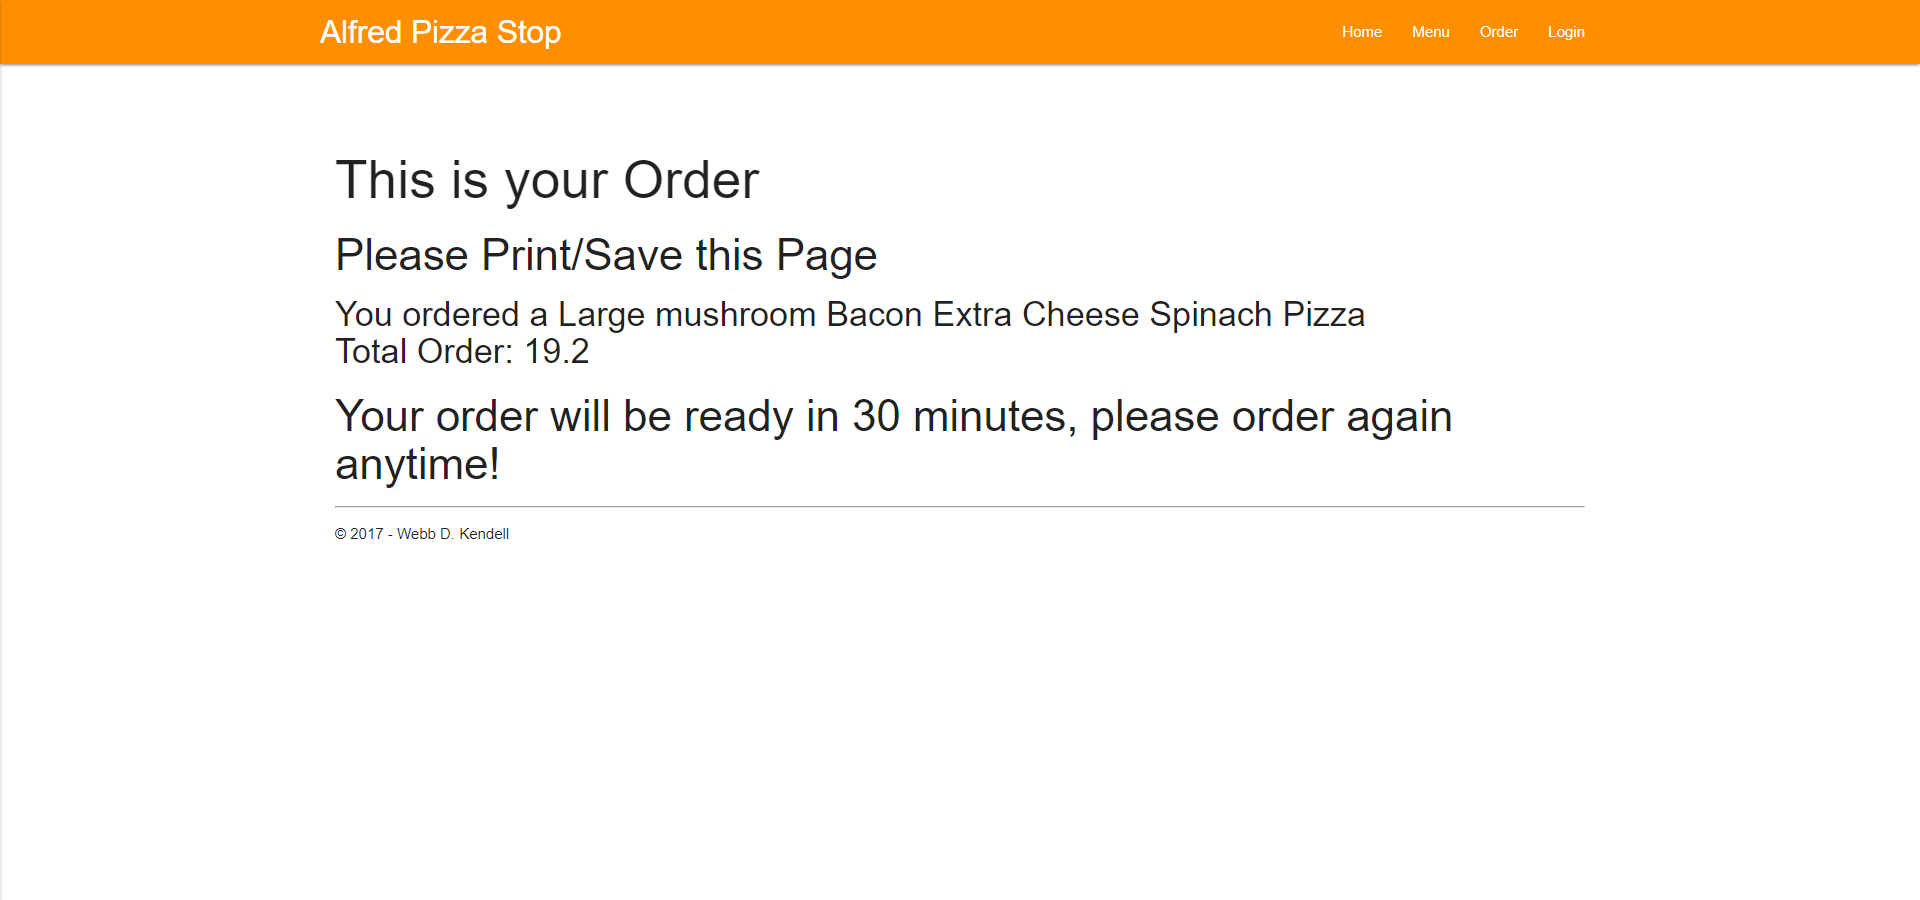 Alfred Pizza Stop
Home Menu Order Login
This is your Order
Please Print/Save this Page
You ordered a Large mushroom Bacon Extra Cheese Spinach Pizza
Total Order: 19.2
Your order will be ready in 30 minutes, please order again
anytime!
© 2017 - Webb D. Kendell